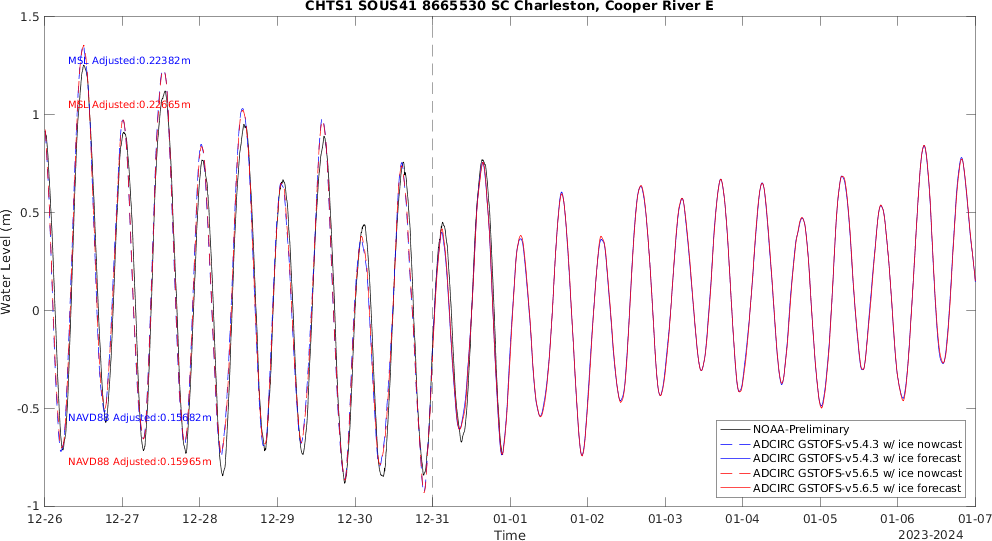 CHTS1 SOUS41 8665530 SC Charleston, Cooper River E
1.5
1
0.5
0
-0.5
-1
Water Level (m)
MSL Adjusted:0.22382m
MSL Adjusted:0.22665m
NAVD88 Adjusted:0.15682m
NAVD88 Adjusted:0.15965m
NOAA-Preliminary
ADCIRC GSTOFS-v5.4.3 w/ ice nowcast
ADCIRC GSTOFS-v5.4.3 w/ ice forecast
ADCIRC GSTOFS-v5.6.5 w/ ice nowcast
ADCIRC GSTOFS-v5.6.5 w/ ice forecast
12-26 12-27 12-28 12-29 12-30 12-31 01-01 01-02 01-03 01-04 01-05 01-06 01-07
Time
2023-2024